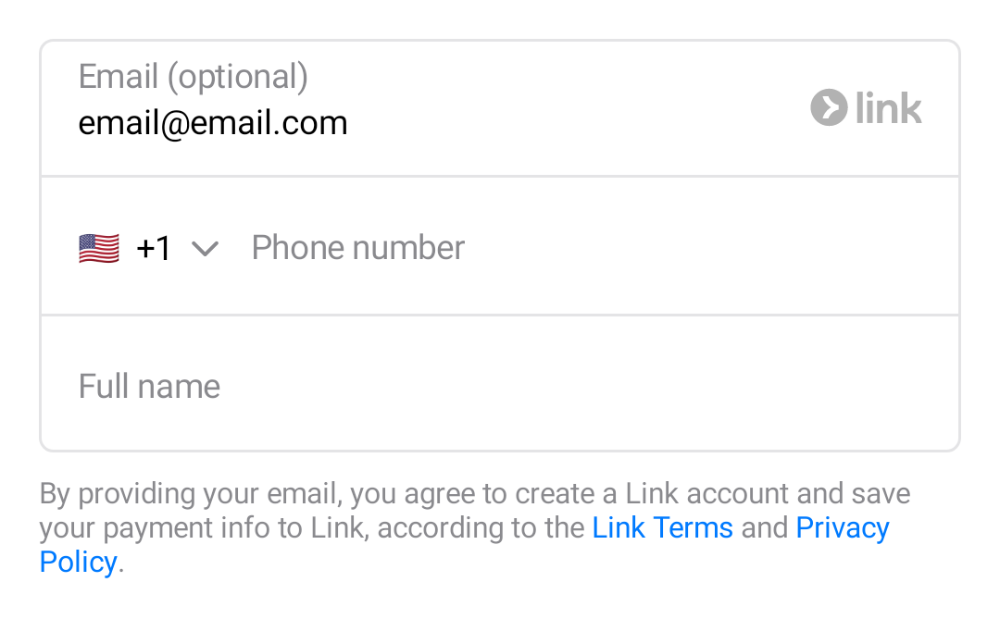 Email (optional)
email@email.com
link
+1
Phone number
Full name
By providing your email, you agree to create a Link account and save
your payment info to Link, according to the Link Terms and Privacy
Policy.